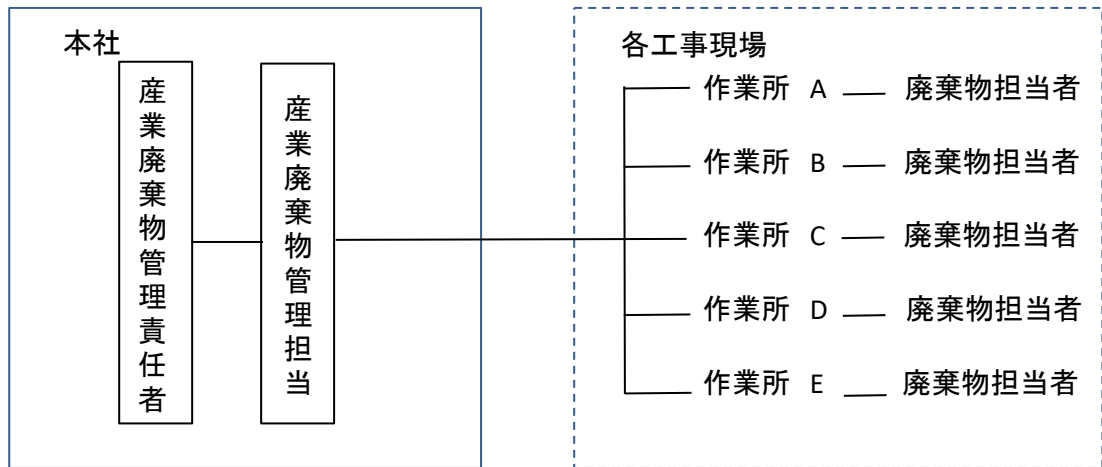 本社
産業廃棄物管理責任者
産業廃棄物管理担当
各工事現場
作業所 A 廃棄物担当者
作業所 B 廃棄物担当者
作業所 C 廃棄物担当者
作業所 D 廃棄物担当者
作業所 E 廃棄物担当者